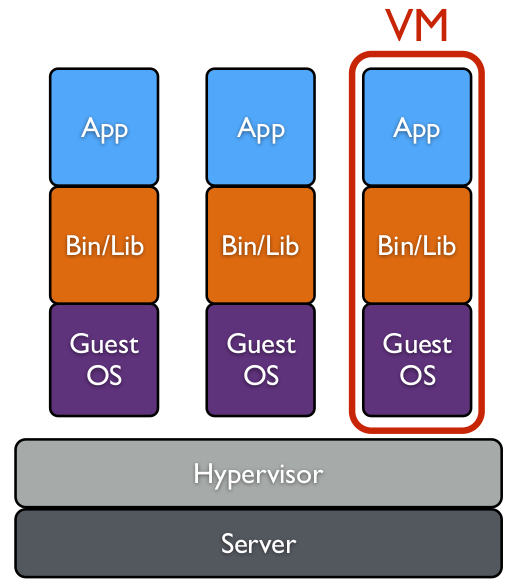 VM
App
App
App
Bin/Lib
Bin/Lib
Bin/Lib
Guest
OS
Guest
OS
Guest
OS
Hypervisor
Server